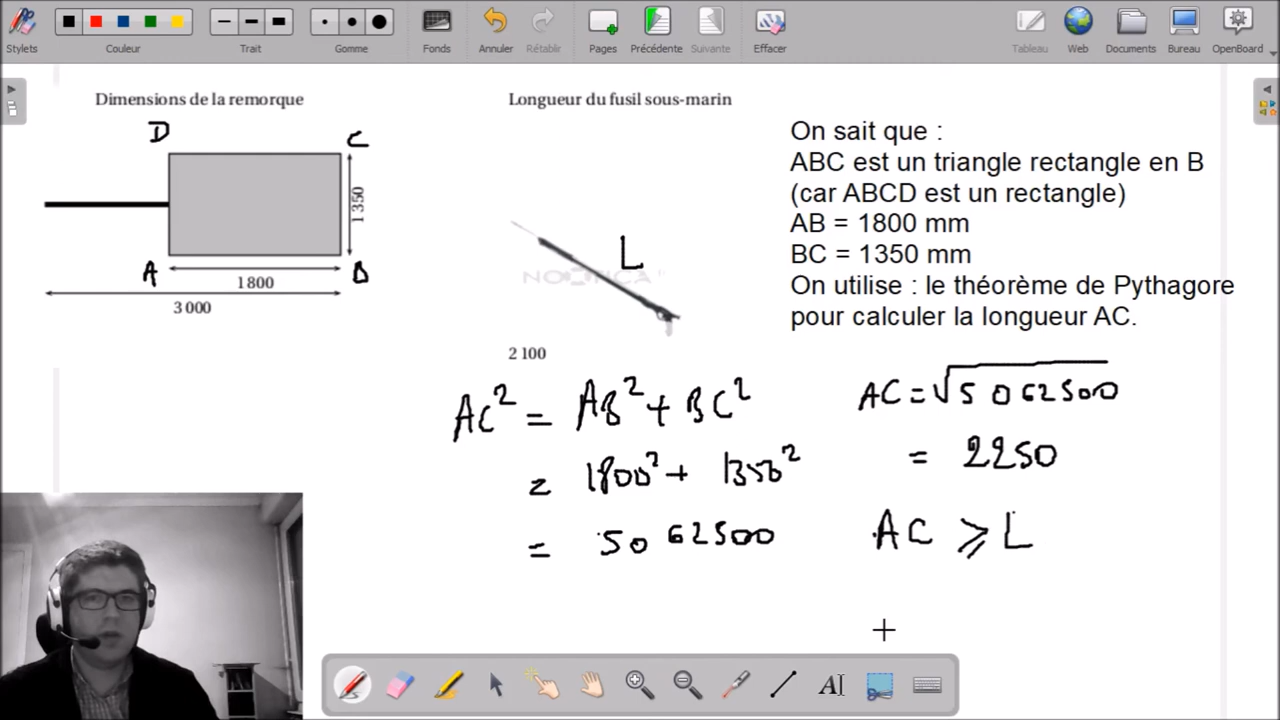 Stylets Couleur Trait Gomme Fonds Annuler Rétablir Pages Précédente Suivante Effacer Tableau Web Documents Bureau OpenBoard
Dimensions de la remorque
D
C
1 350
A
B
1 800
3 000
Longueur du fusil sous-marin
L
2 100
On sait que :
ABC est un triangle rectangle en B
(car ABCD est un rectangle)
AB = 1800 mm
BC = 1350 mm
On utilise : le théorème de Pythagore
pour calculer la longueur AC.
AC² = AB² + BC²
= 1800² + 1350²
= 5062500
AC = √5062500
= 2250
AC ⩾ L